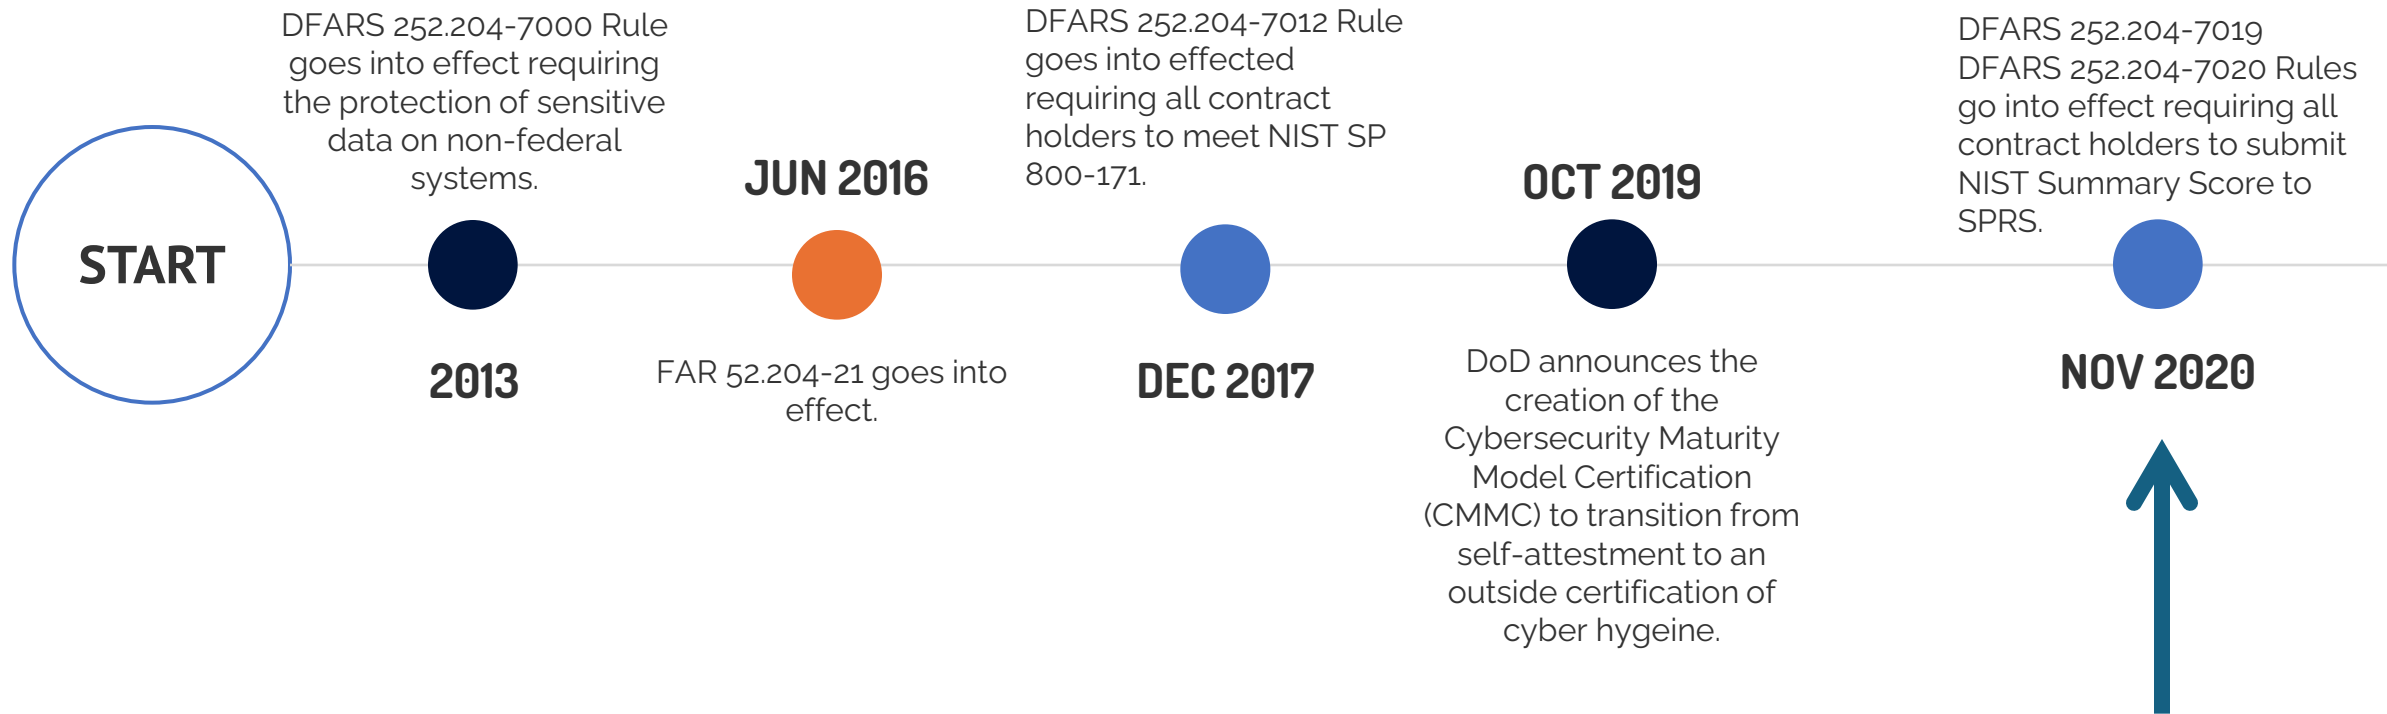 START
DFARS 252.204-7000 Rule
goes into effect requiring
the protection of sensitive
data on non-federal
systems.
2013
JUN 2016
FAR 52.204-21 goes into
effect.
DFARS 252.204-7012 Rule
goes into effected
requiring all contract
holders to meet NIST SP
800-171.
DEC 2017
OCT 2019
DoD announces the
creation of the
Cybersecurity Maturity
Model Certification
(CMMC) to transition from
self-attestment to an
outside certification of
cyber hygeine.
DFARS 252.204-7019
DFARS 252.204-7020 Rules
go into effect requiring all
contract holders to submit
NIST Summary Score to
SPRS.
NOV 2020